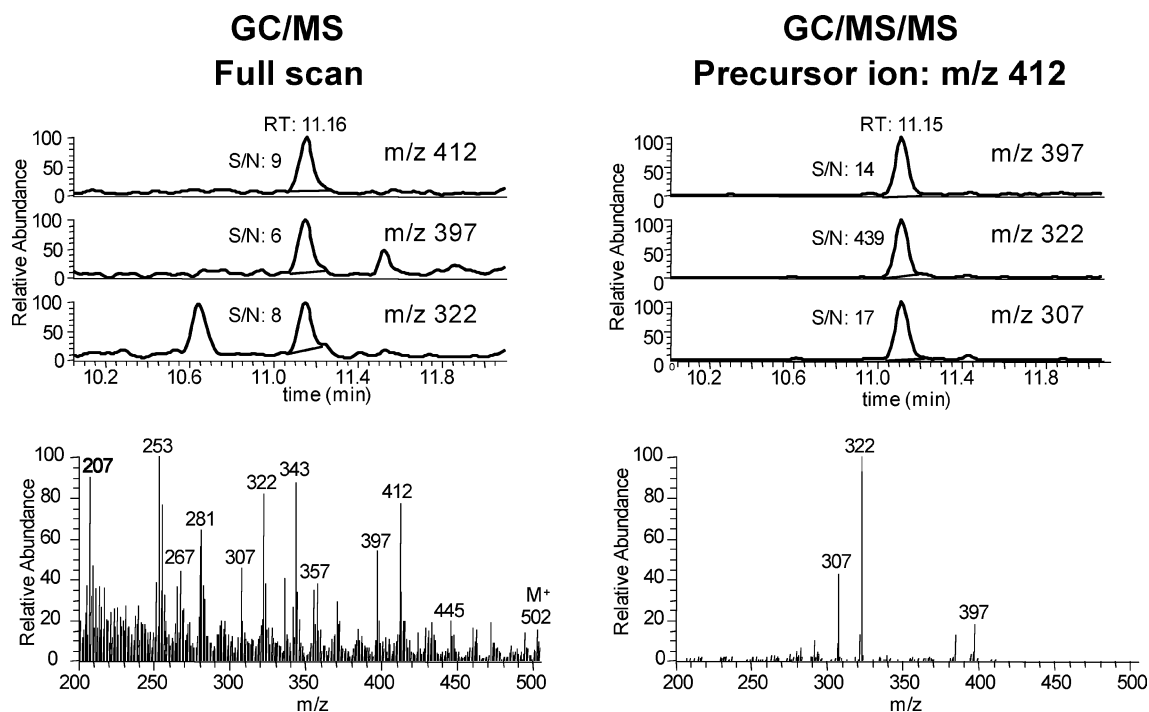 GC/MS
Full scan
RT: 11.16
Relative Abundance
100
50
0
S/N: 9
m/z 412
100
50
0
S/N: 6
m/z 397
100
50
0
S/N: 8
m/z 322
10.2 10.6 11.0 11.4 11.8
time (min)
GC/MS/MS
Precursor ion: m/z 412
RT: 11.15
Relative Abundance
100
50
0
S/N: 14
m/z 397
100
50
0
S/N: 439
m/z 322
100
50
0
S/N: 17
m/z 307
10.2 10.6 11.0 11.4 11.8
time (min)
Relative Abundance
100
80
60
40
20
0
207
253
267
281
307
322
343
357
397
412
445
M+
502
200 250 300 350 400 450 500
m/z
Relative Abundance
100
80
60
40
20
0
307
322
397
200 250 300 350 400 450 500
m/z